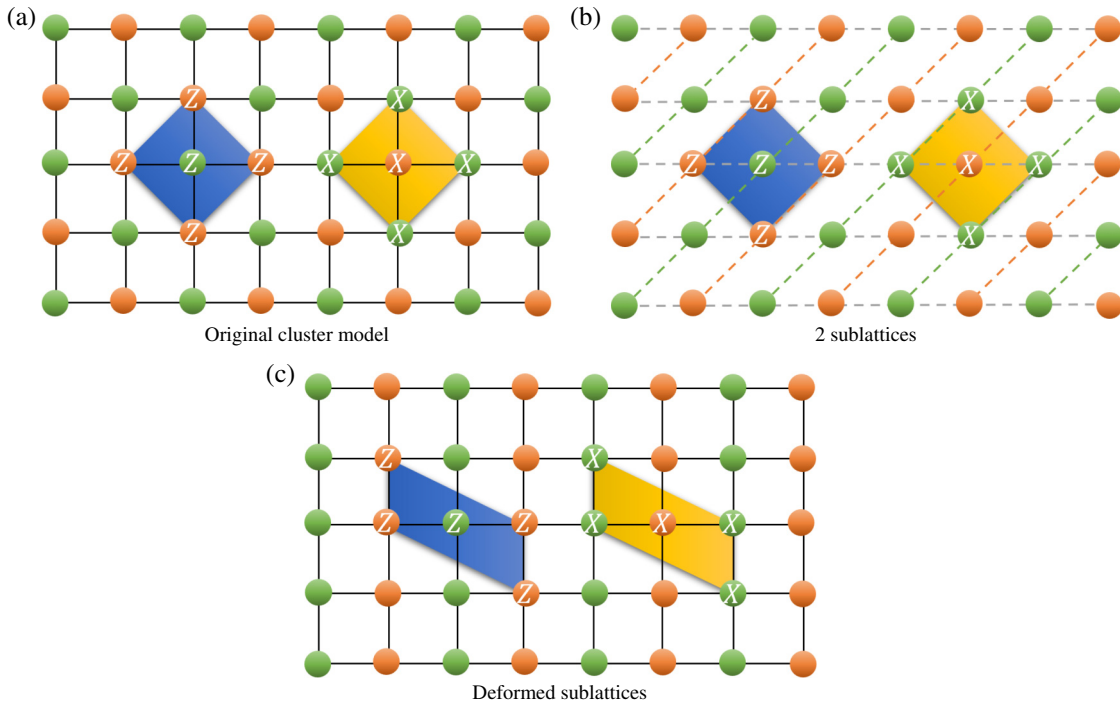 (a)
(b)
Z
X
Z
X
Z Z Z
X X X
Z Z Z
X X X
Z
X
Z
X
Original cluster model
2 sublattices
(c)
Z
X
Z Z Z
X X X
Z
X
Deformed sublattices